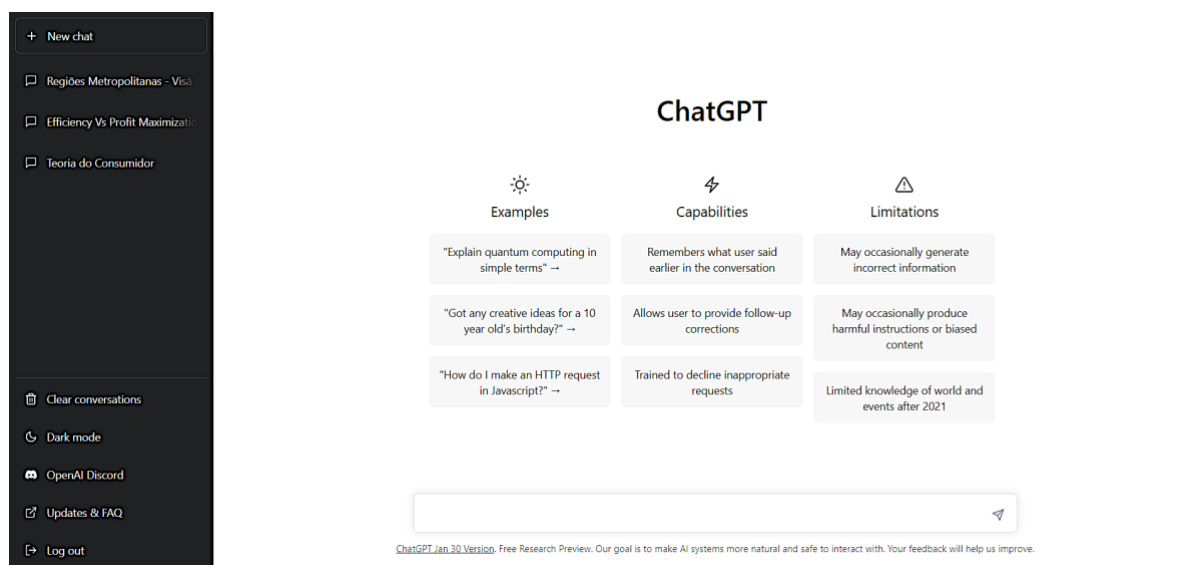 New chat
Regiões Metropolitanas - Visã
Efficiency Vs Profit Maximizatio
Teoria do Consumidor
Clear conversations
Dark mode
OpenAI Discord
Updates & FAQ
Log out
ChatGPT
Examples
"Explain quantum computing in
simple terms" →
"Got any creative ideas for a 10
year old's birthday?" →
"How do I make an HTTP request
in Javascript?" →
Capabilities
Remembers what user said
earlier in the conversation
Allows user to provide follow-up
corrections
Trained to decline inappropriate
requests
Limitations
May occasionally generate
incorrect information
May occasionally produce
harmful instructions or biased
content
Limited knowledge of world and
events after 2021
ChatGPT Jan 30 Version. Free Research Preview. Our goal is to make AI systems more natural and safe to interact with. Your feedback will help us improve.